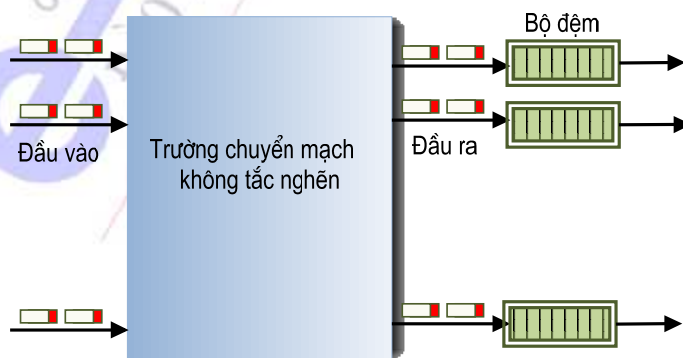 Bộ đệm
Đầu vào
Trường chuyển mạch
không tắc nghẽn
Đầu ra